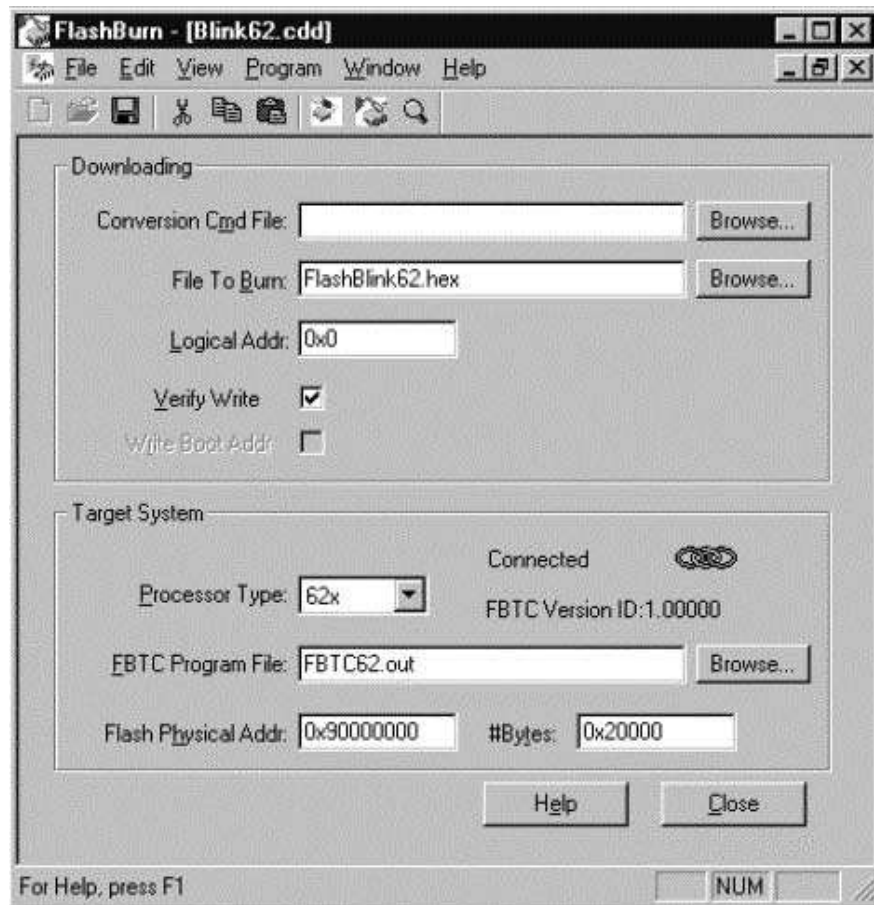 FlashBurn - [Blink62.cdd]
File Edit View Program Window Help
Downloading
Conversion Cmd File: Browse...
File To Burn: FlashBlink62.hex Browse...
Logical Addr: 0x0
Verify Write
Write Boot Addr
Target System
Connected
Processor Type: 62x
FBTC Version ID:1.00000
FBTC Program File: FBTC62.out Browse...
Flash Physical Addr: 0x90000000 #Bytes: 0x20000
Help Close
For Help, press F1 NUM